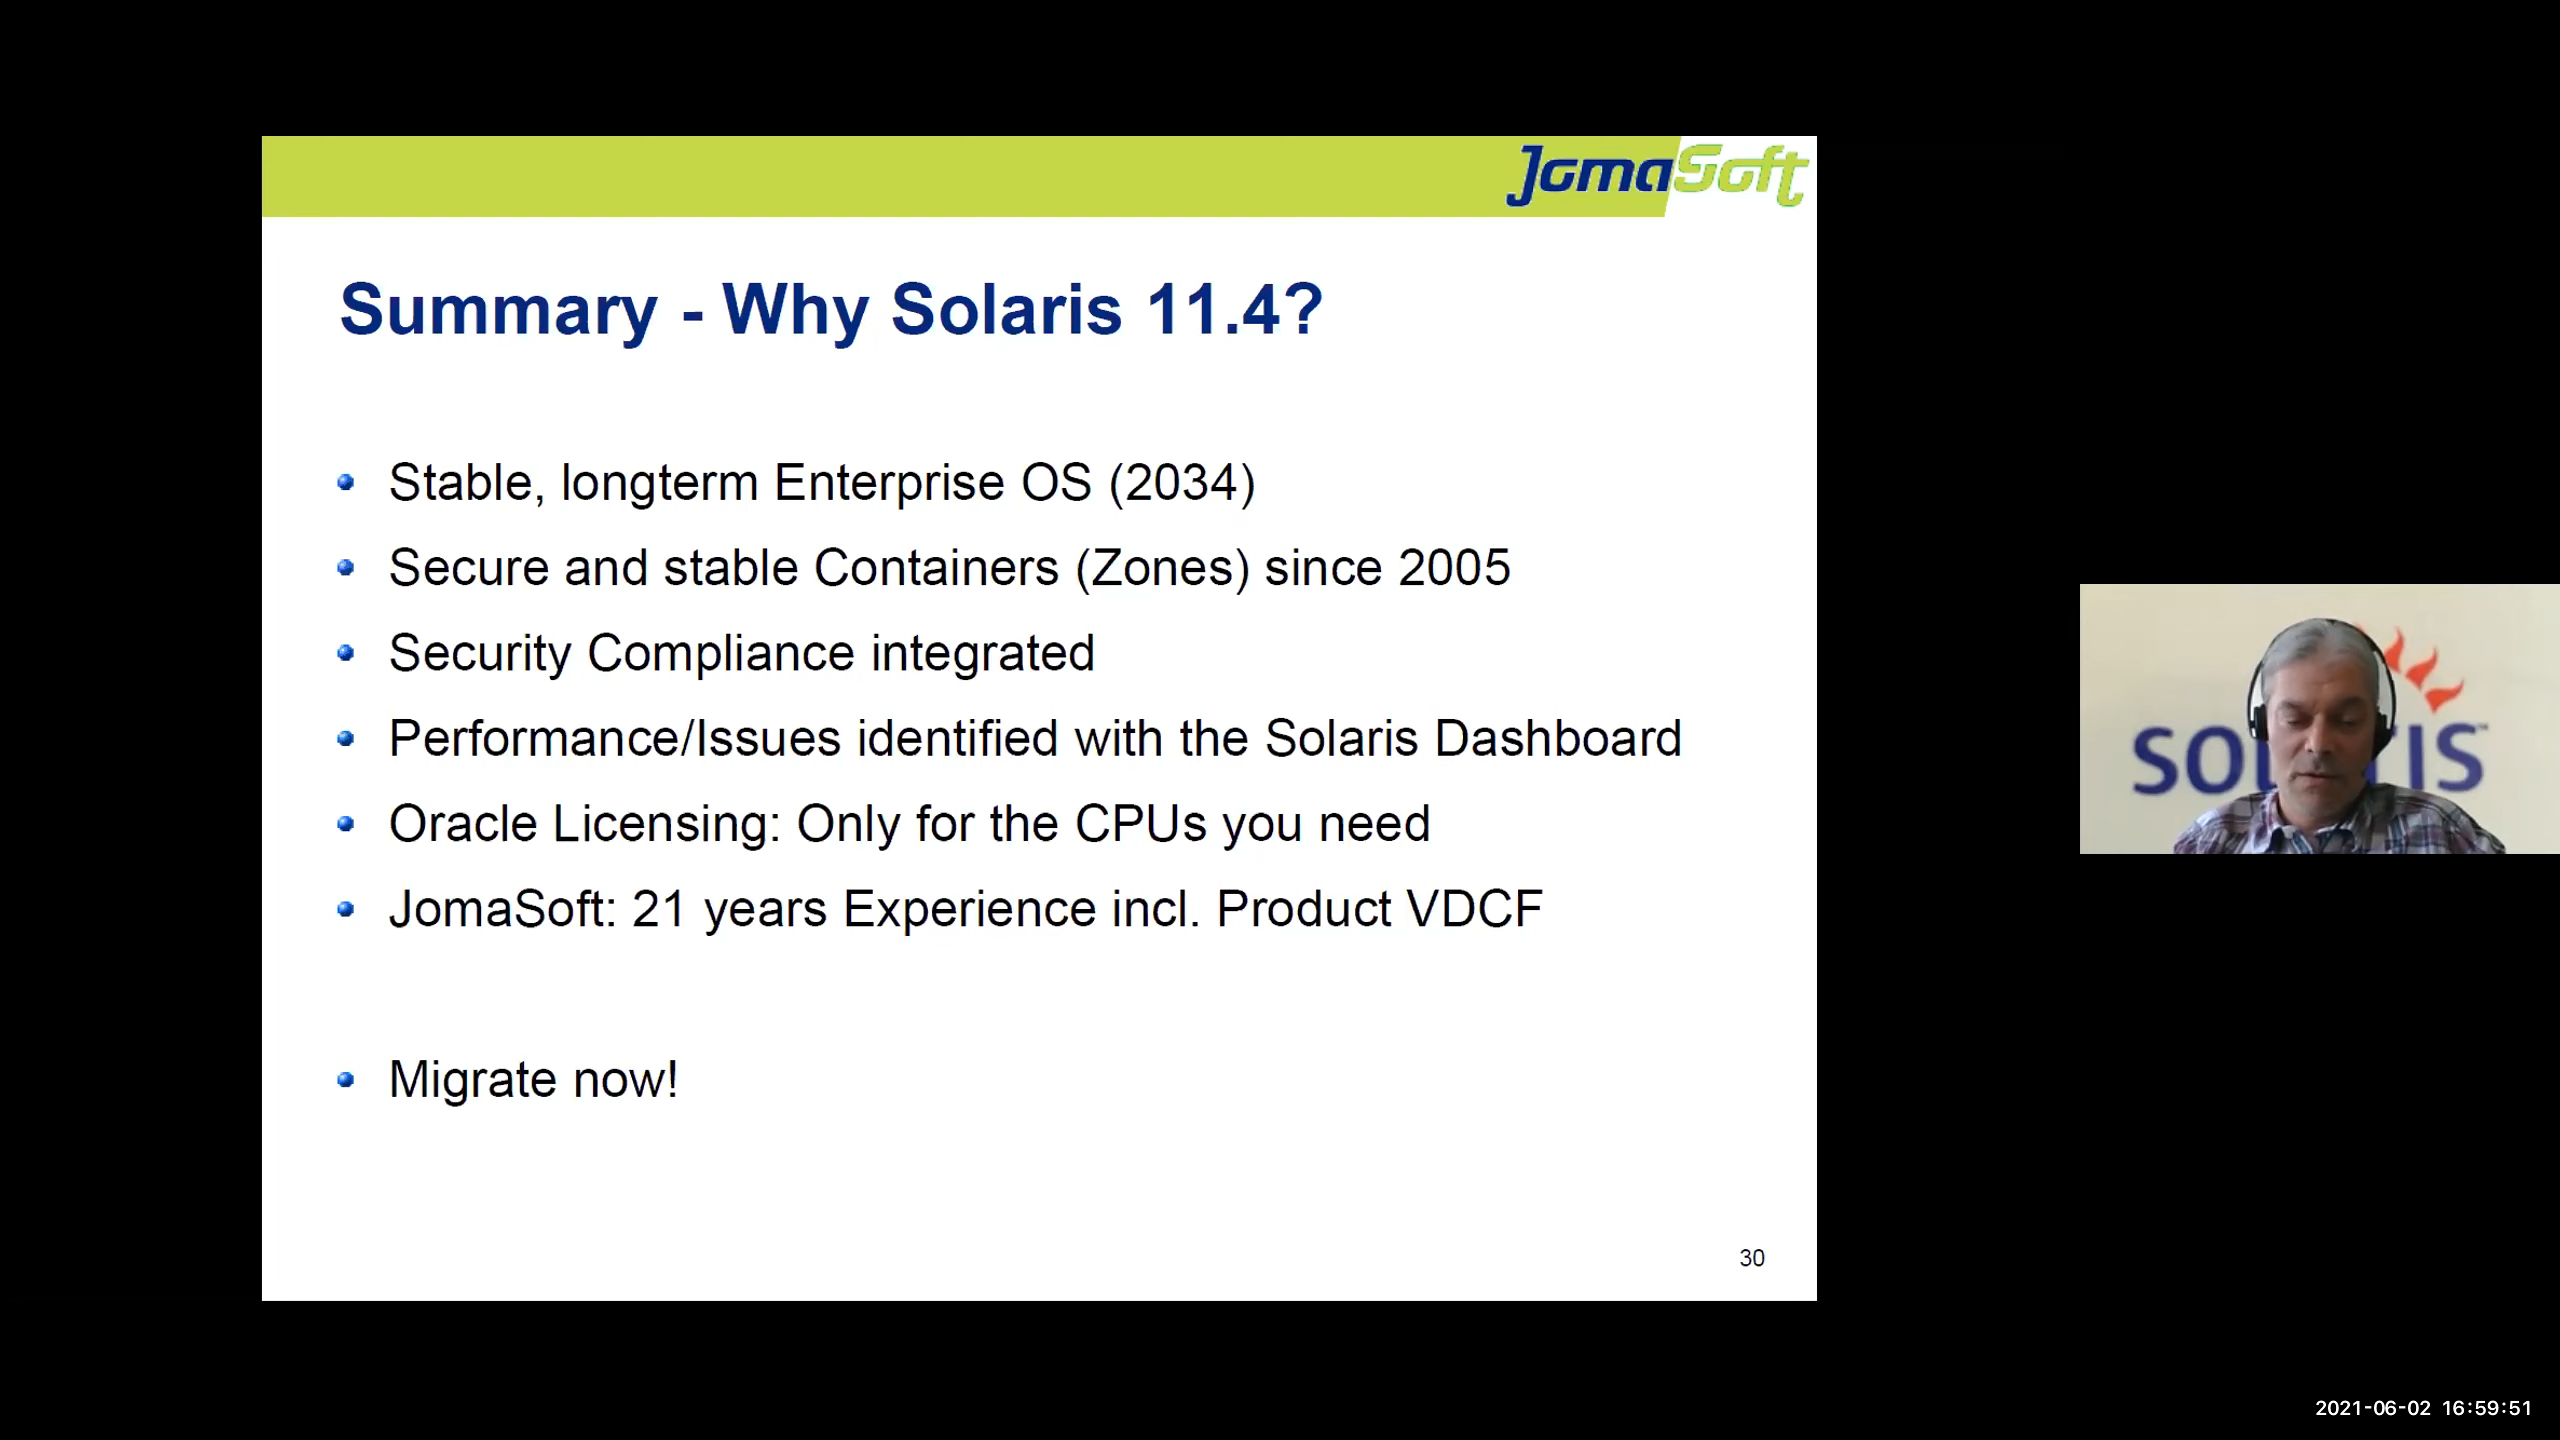 JomaSoft
Summary - Why Solaris 11.4?
Stable, longterm Enterprise OS (2034)
Secure and stable Containers (Zones) since 2005
Security Compliance integrated
Performance/Issues identified with the Solaris Dashboard
Oracle Licensing: Only for the CPUs you need
JomaSoft: 21 years Experience incl. Product VDCF
Migrate now!
30
2021-06-02 16:59:51